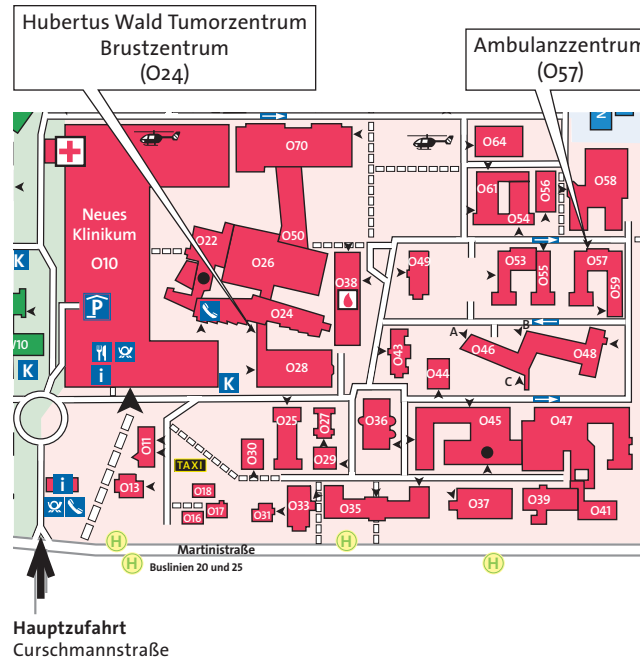 Hubertus Wald Tumorzentrum
Brustzentrum
(O24)
Ambulanzzentrum
(O57)
O70
O64
O61
O56
O58
O54
Neues
Klinikum
O10
O22
O50
O26
O38
O49
O53
O55
O57
O59
K
P
O24
V10
K
i
K
O28
O43
O44
A
B
O46
C
O48
O11
O25
O27
O29
O36
O45
O47
O30
TAXI
i
O13
O18
O16
O17
O31
O33
O35
O37
O39
O41
H
H
H
H
Martinistraße
Buslinien 20 und 25
Hauptzufahrt
Curschmannstraße